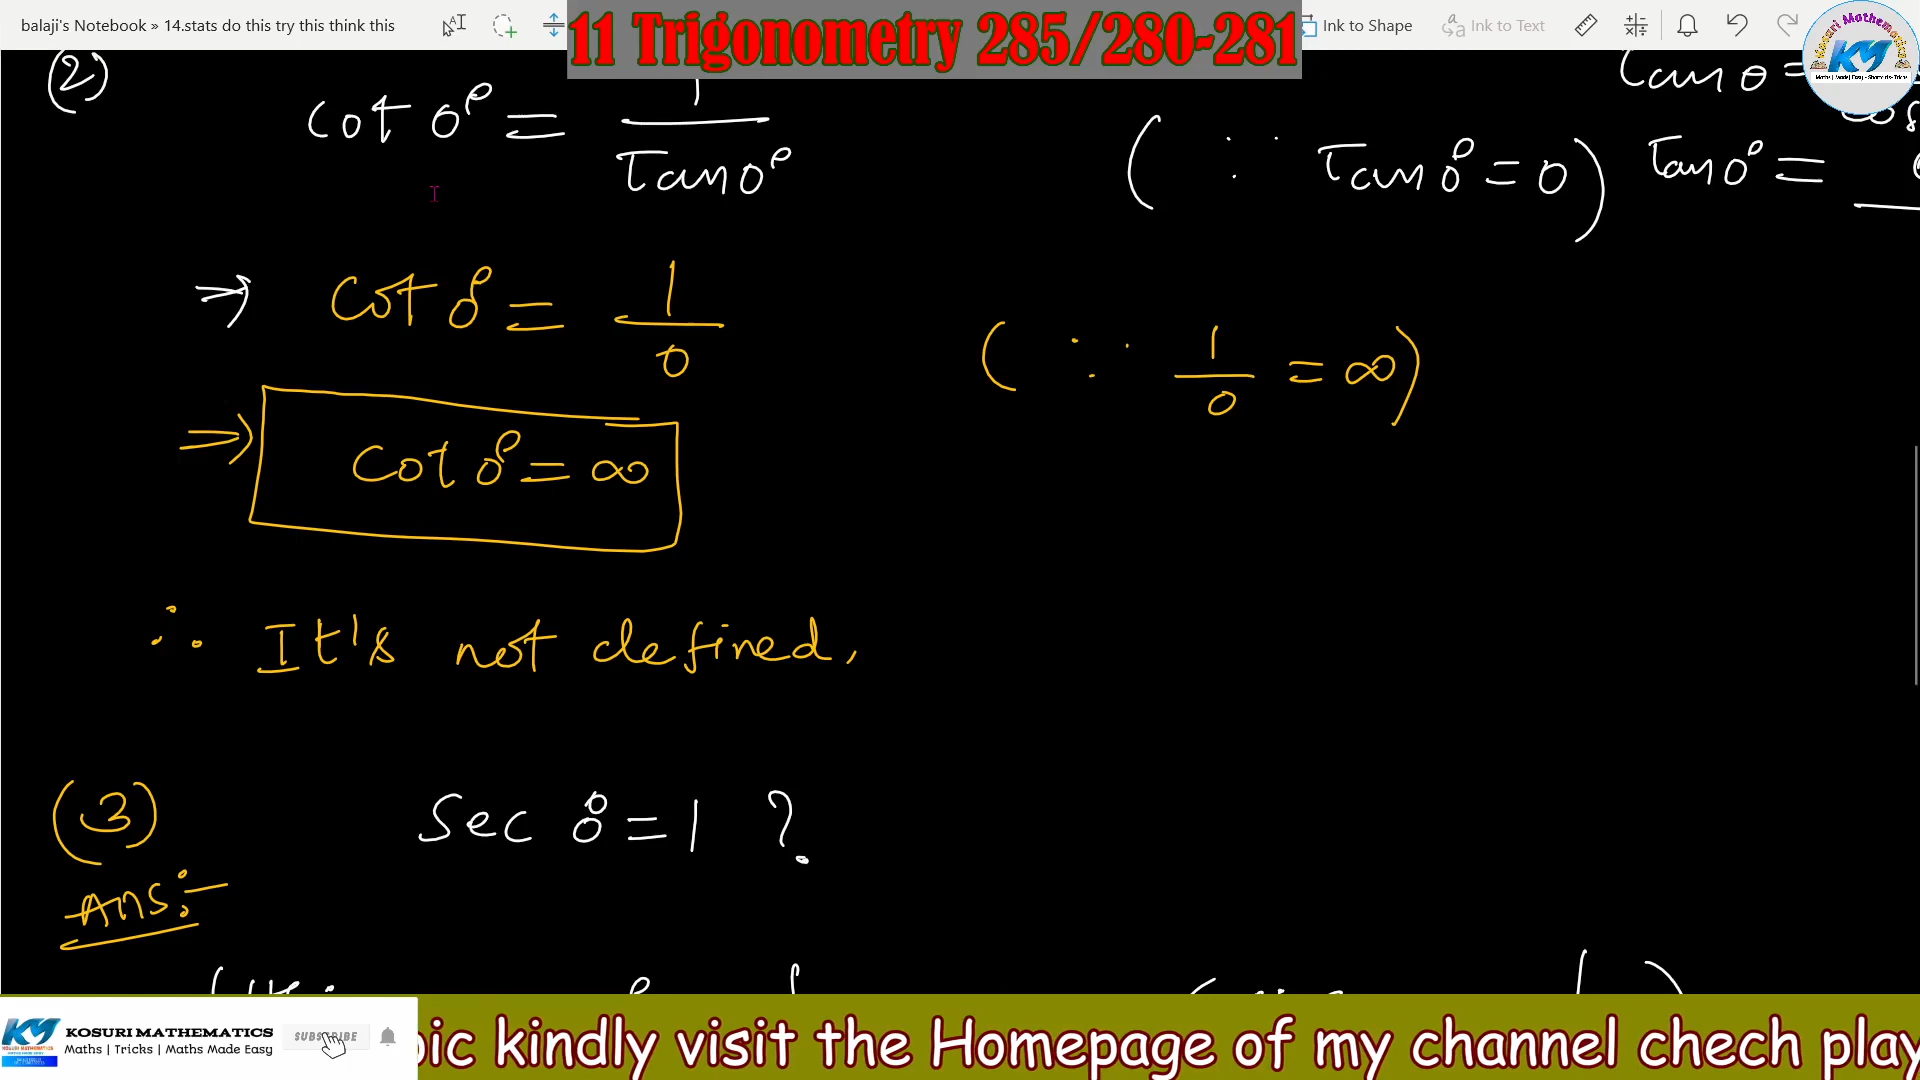 balaji's Notebook » 14.stats do this try this think this
11 Trigonometry 285/280-281
Ink to Shape
Ink to Text
(2)
cot 0° = 1 / Tan 0°
(∵ Tan 0° = 0)
Tan θ =
Tan 0° =
⇒ cot 0° = 1/0
(∵ 1/0 = ∞)
⇒ cot 0° = ∞
∴ It's not defined,
(3) Sec 0° = 1 ?
Ans:-
KOSURI MATHEMATICS
Maths | Tricks | Maths Made Easy
SUBSCRIBE
pic kindly visit the Homepage of my channel chech play